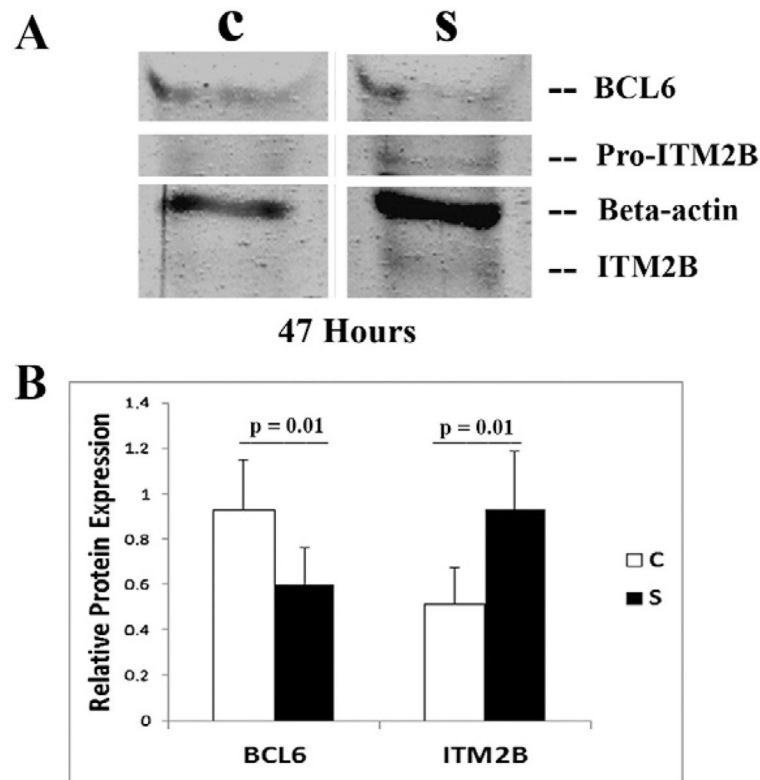 A
C S
-- BCL6
-- Pro-ITM2B
-- Beta-actin
-- ITM2B
47 Hours
B
Relative Protein Expression
1.4
1.2
1
0.8
0.6
0.4
0.2
0
p = 0.01 p = 0.01
BCL6 ITM2B
C
S